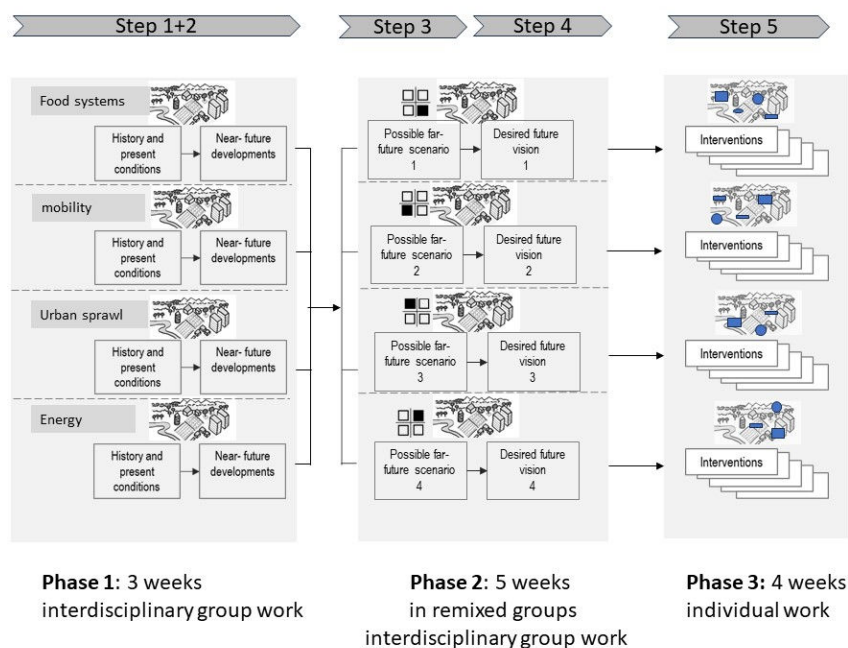 Step 1+2
Step 3
Step 4
Step 5
Food systems
History and
present
conditions
Near- future
developments
mobility
History and
present
conditions
Near- future
developments
Urban sprawl
History and
present
conditions
Near- future
developments
Energy
History and
present
conditions
Near- future
developments
Possible far-
future scenario
1
Desired future
vision
1
Possible far-
future scenario
2
Desired future
vision
2
Possible far-
future scenario
3
Desired future
vision
3
Possible far-
future scenario
4
Desired future
vision
4
Interventions
Interventions
Interventions
Interventions
Phase 1: 3 weeks
interdisciplinary group work
Phase 2: 5 weeks
in remixed groups
interdisciplinary group work
Phase 3: 4 weeks
individual work